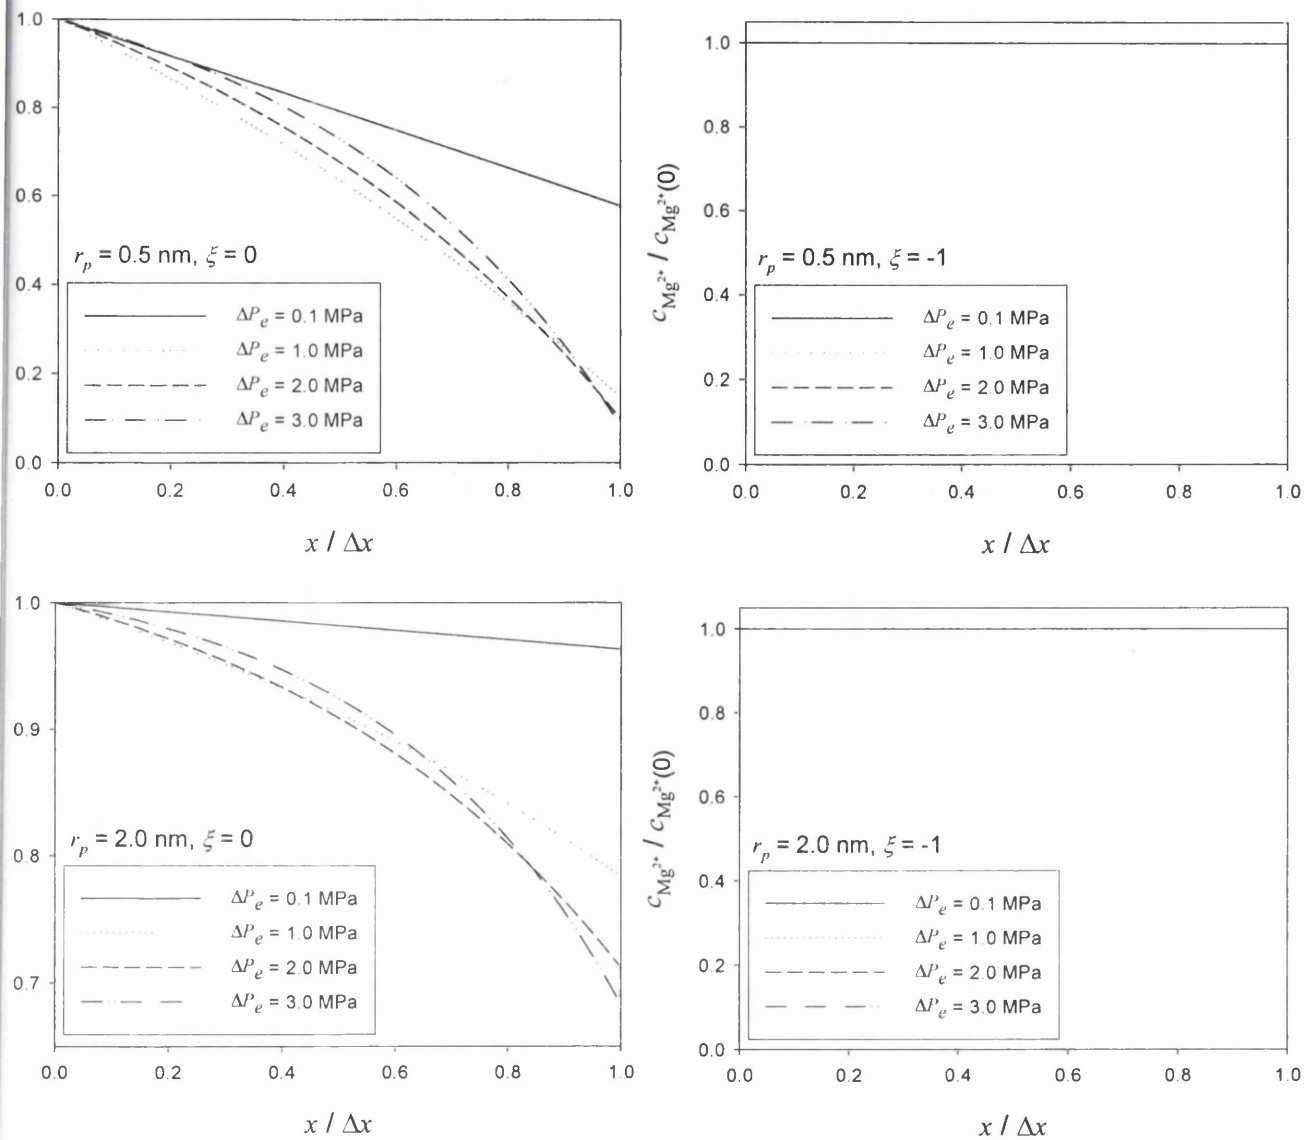 1.0
0.8
0.6
0.4
0.2
0.0
r_p = 0.5 nm, ξ = 0
ΔP_e = 0.1 MPa
ΔP_e = 1.0 MPa
ΔP_e = 2.0 MPa
ΔP_e = 3.0 MPa
0.0 0.2 0.4 0.6 0.8 1.0
x / Δx
c_Mg²⁺ / c_Mg²⁺(0)
1.0
0.8
0.6
0.4
0.2
0.0
r_p = 0.5 nm, ξ = -1
ΔP_e = 0.1 MPa
ΔP_e = 1.0 MPa
ΔP_e = 2.0 MPa
ΔP_e = 3.0 MPa
0.0 0.2 0.4 0.6 0.8 1.0
x / Δx
1.0
0.9
0.8
0.7
r_p = 2.0 nm, ξ = 0
ΔP_e = 0.1 MPa
ΔP_e = 1.0 MPa
ΔP_e = 2.0 MPa
ΔP_e = 3.0 MPa
0.0 0.2 0.4 0.6 0.8 1.0
x / Δx
c_Mg²⁺ / c_Mg²⁺(0)
1.0
0.8
0.6
0.4
0.2
0.0
r_p = 2.0 nm, ξ = -1
ΔP_e = 0.1 MPa
ΔP_e = 1.0 MPa
ΔP_e = 2.0 MPa
ΔP_e = 3.0 MPa
0.0 0.2 0.4 0.6 0.8 1.0
x / Δx